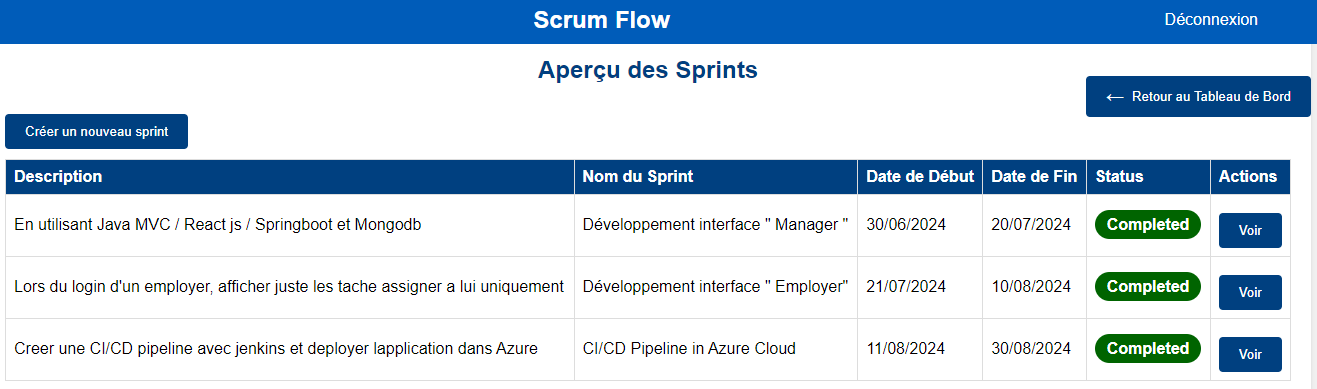 Scrum Flow
Déconnexion
Aperçu des Sprints
← Retour au Tableau de Bord
Créer un nouveau sprint
Description Nom du Sprint Date de Début Date de Fin Status Actions
En utilisant Java MVC / React js / Springboot et Mongodb Développement interface " Manager " 30/06/2024 20/07/2024 Completed Voir
Lors du login d'un employer, afficher juste les tache assigner a lui uniquement Développement interface " Employer" 21/07/2024 10/08/2024 Completed Voir
Creer une CI/CD pipeline avec jenkins et deployer lapplication dans Azure CI/CD Pipeline in Azure Cloud 11/08/2024 30/08/2024 Completed Voir